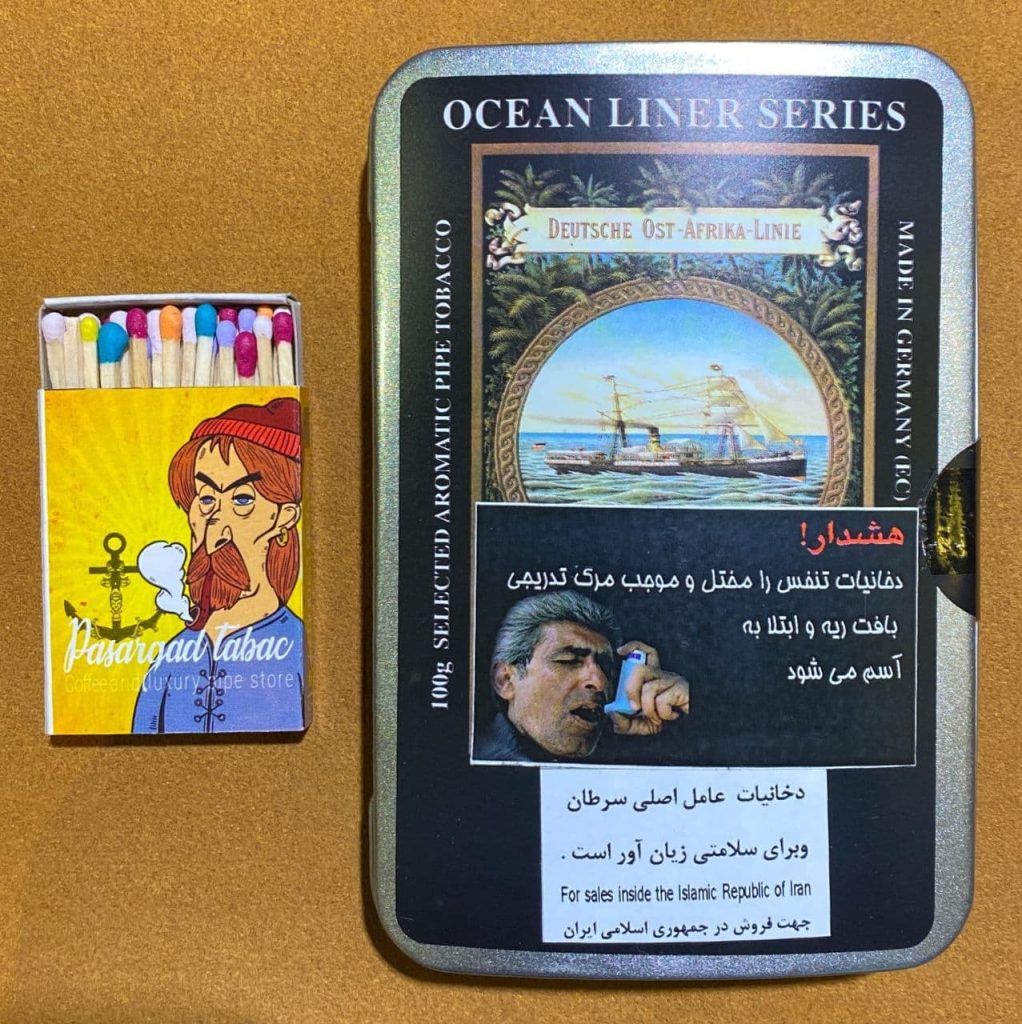 OCEAN LINER SERIES
DEUTSCHE OST-AFRIKA-LINIE
100g SELECTED AROMATIC PIPE TOBACCO
MADE IN GERMANY (EC)
هشدار!
دخانیات تنفس را مختل و موجب مرگ تدریجی
بافت ریه و ابتلا به
آسم می شود
دخانیات عامل اصلی سرطان
وبرای سلامتی زیان آور است .
For sales inside the Islamic Republic of Iran
جهت فروش در جمهوری اسلامی ایران
Pasargad tabac
Coffee and luxury pipe store